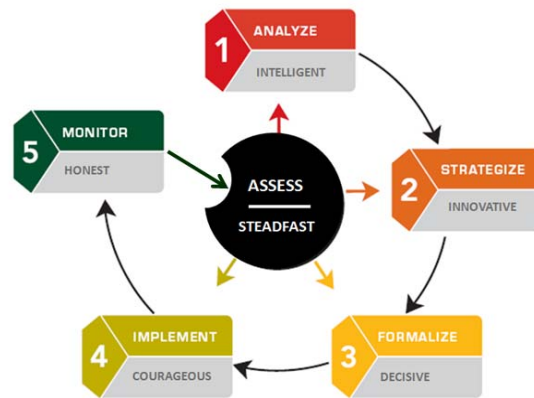 1
ANALYZE
INTELLIGENT
2
STRATEGIZE
INNOVATIVE
3
FORMALIZE
DECISIVE
4
IMPLEMENT
COURAGEOUS
5
MONITOR
HONEST
ASSESS
STEADFAST